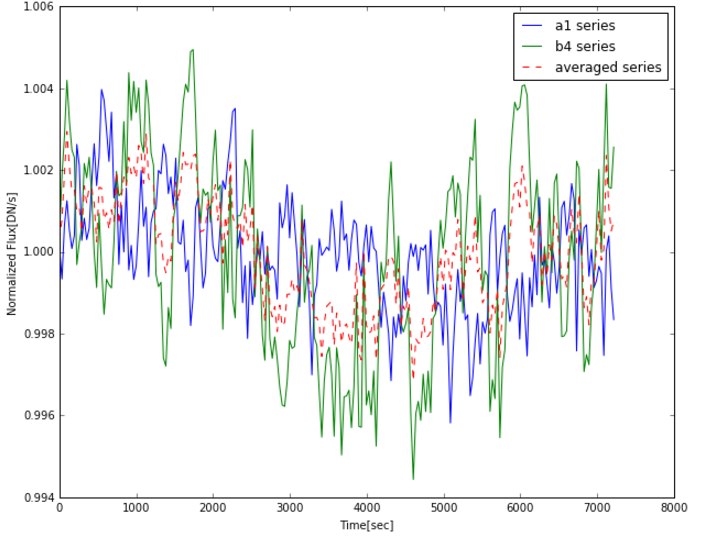 1.006
1.004
1.002
1.000
0.998
0.996
0.994
Normalized Flux[DN/s]
a1 series
b4 series
averaged series
0 1000 2000 3000 4000 5000 6000 7000 8000
Time[sec]